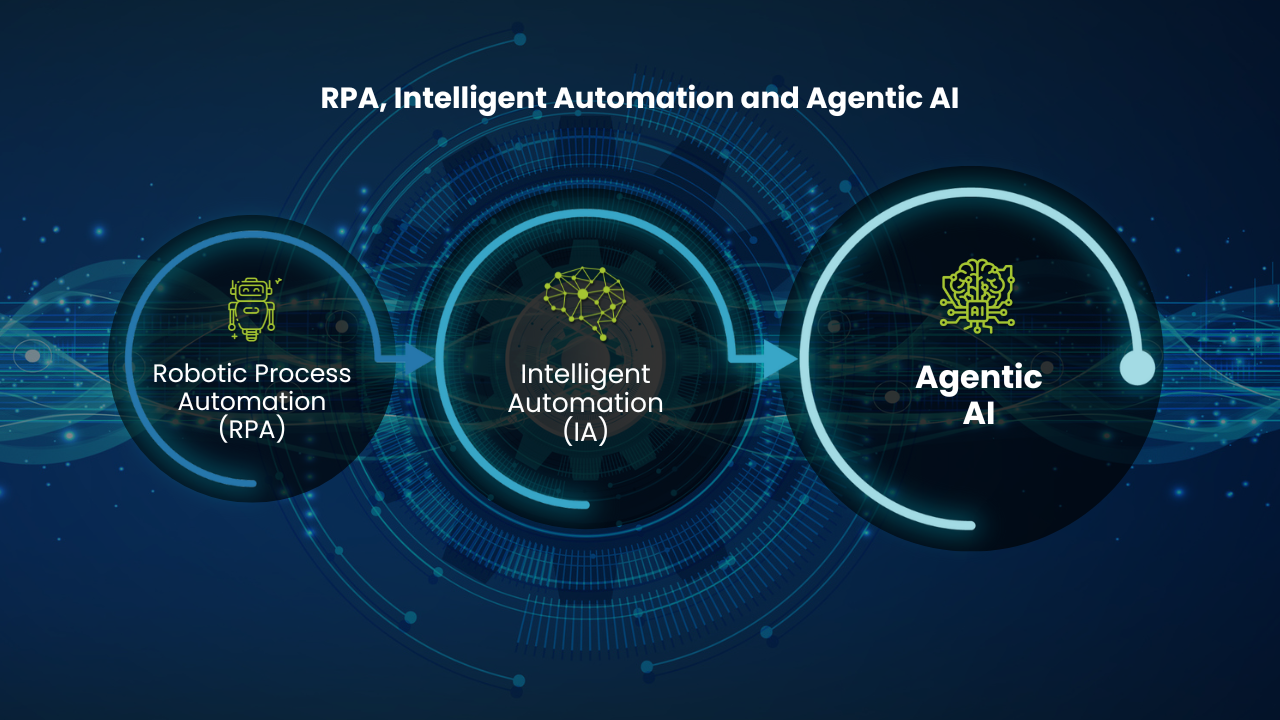 RPA, Intelligent Automation and Agentic AI
Robotic Process
Automation
(RPA)
Intelligent
Automation
(IA)
AI
Agentic
AI